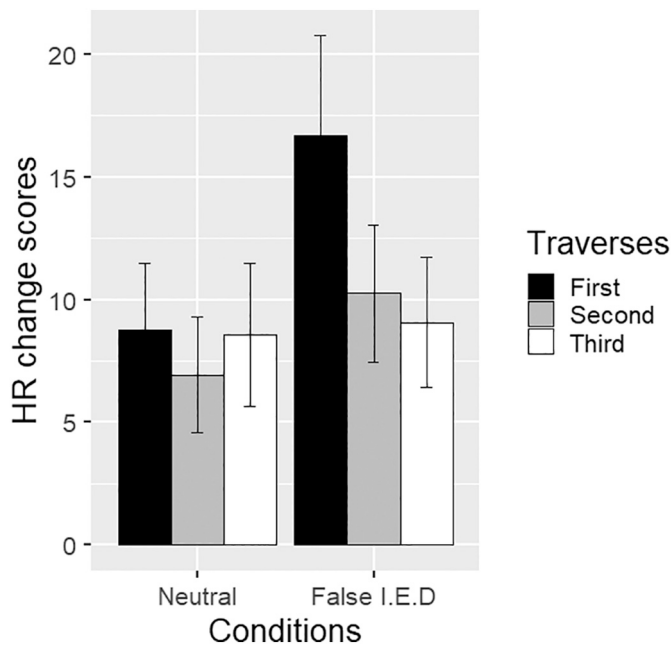 HR change scores
20
15
10
5
0
Neutral
False I.E.D
Conditions
Traverses
First
Second
Third